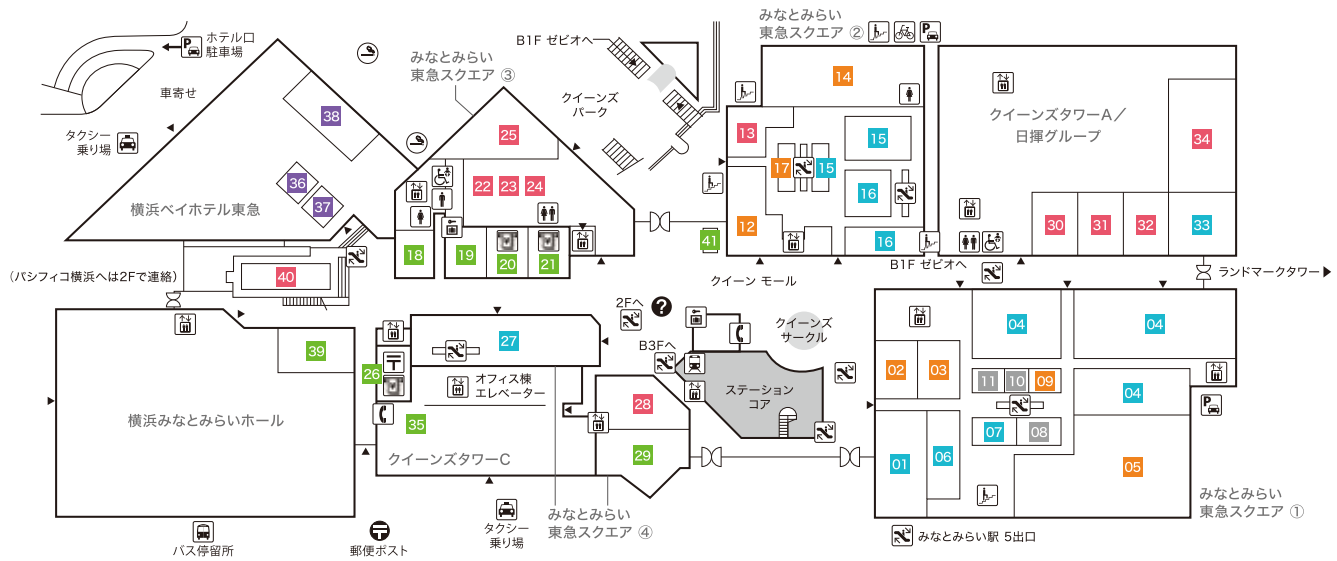 ホテル口
駐車場
車寄せ
タクシー
乗り場
38
36
37
横浜ベイホテル東急
(パシフィコ横浜へは2Fで連絡)
40
B1F ゼビオへ
みなとみらい
東急スクエア ③
クイーンズ
パーク
25
22
23
24
18
19
20
21
みなとみらい
東急スクエア ②
14
13
17
15
15
16
12
16
41
クイーン モール
B1F ゼビオへ
クイーンズタワーA／
日揮グループ
34
30
31
32
33
ランドマークタワー
39
横浜みなとみらいホール
バス停留所
郵便ポスト
26
27
オフィス棟
エレベーター
35
クイーンズタワーC
28
29
タクシー
乗り場
みなとみらい
東急スクエア ④
2Fへ
?
B3Fへ
クイーンズ
サークル
ステーション
コア
04
04
02
03
11
10
09
04
07
08
01
06
05
みなとみらい
東急スクエア ①
みなとみらい駅 5出口
P
P
P
〒